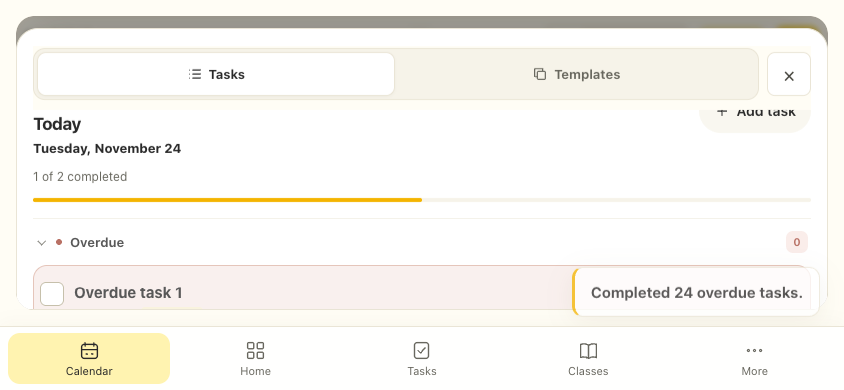 Tasks
Templates
Today
+ Add task
Tuesday, November 24
1 of 2 completed
Overdue
0
Overdue task 1
Completed 24 overdue tasks.
Calendar
Home
Tasks
Classes
More